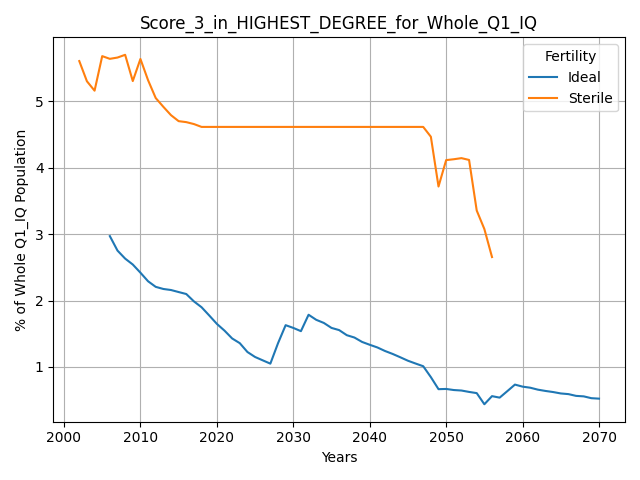 Score_3_in_HIGHEST_DEGREE_for_Whole_Q1_IQ
Fertility
Ideal
Sterile
% of Whole Q1_IQ Population
5
4
3
2
1
2000 2010 2020 2030 2040 2050 2060 2070
Years